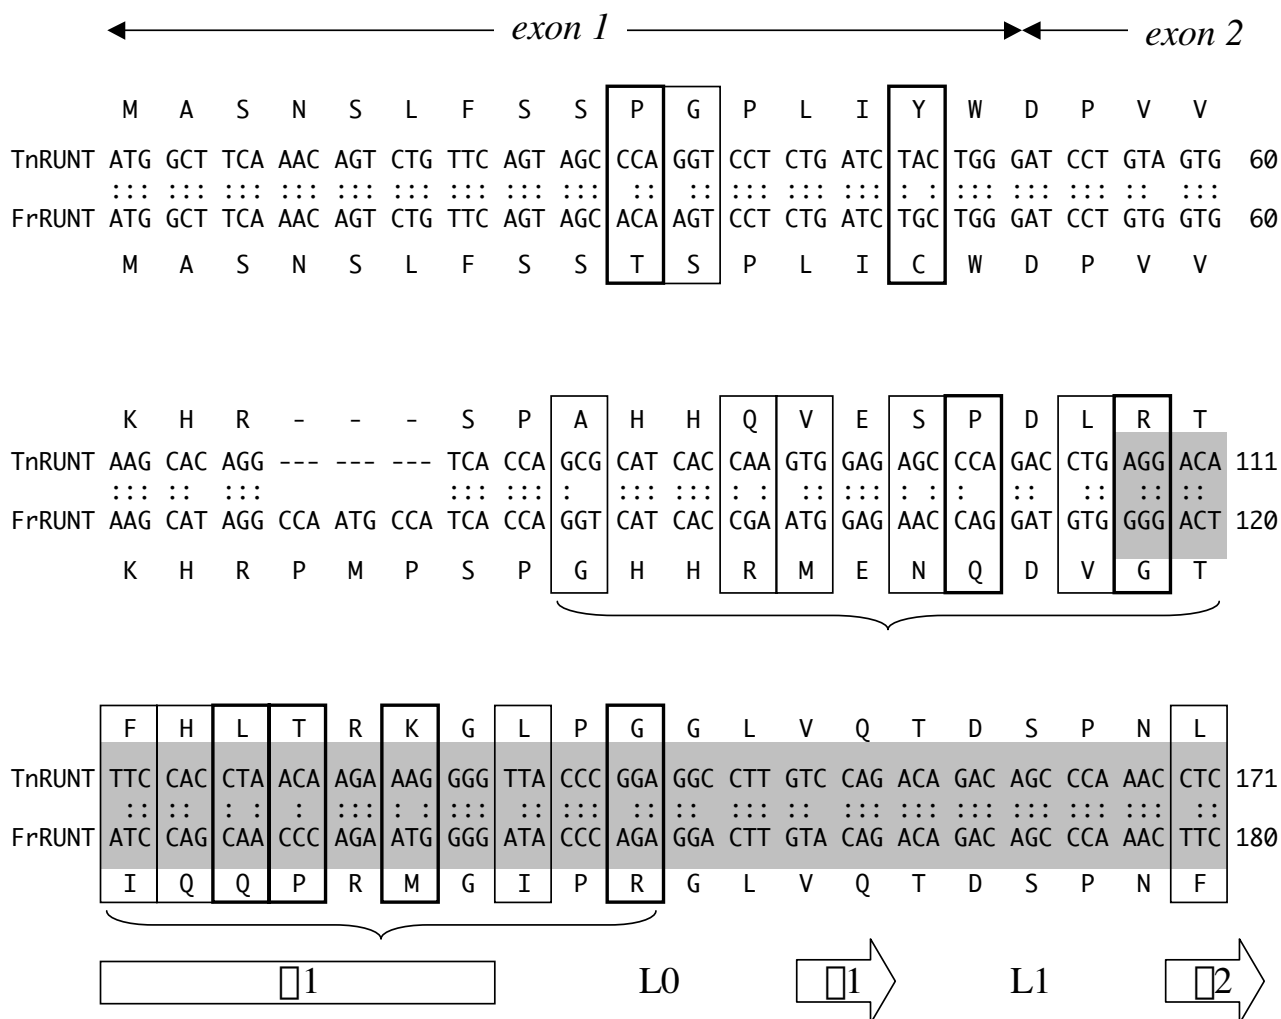 exon 1 exon 2
M A S N S L F S S P G P L I Y W D P V V
TnRUNT ATG GCT TCA AAC AGT CTG TTC AGT AGC CCA GGT CCT CTG ATC TAC TGG GAT CCT GTA GTG 60
::: ::: ::: ::: ::: ::: ::: ::: ::: :: :: ::: ::: ::: : : ::: ::: ::: :: :::
FrRUNT ATG GCT TCA AAC AGT CTG TTC AGT AGC ACA AGT CCT CTG ATC TGC TGG GAT CCT GTG GTG 60
M A S N S L F S S T S P L I C W D P V V
K H R - - - S P A H H Q V E S P D L R T
TnRUNT AAG CAC AGG --- --- --- TCA CCA GCG CAT CAC CAA GTG GAG AGC CCA GAC CTG AGG ACA 111
::: :: ::: ::: ::: : ::: ::: : : :: ::: : : : :: :: :: ::
FrRUNT AAG CAT AGG CCA ATG CCA TCA CCA GGT CAT CAC CGA ATG GAG AAC CAG GAT GTG GGG ACT 120
K H R P M P S P G H H R M E N Q D V G T
F H L T R K G L P G G L V Q T D S P N L
TnRUNT TTC CAC CTA ACA AGA AAG GGG TTA CCC GGA GGC CTT GTC CAG ACA GAC AGC CCA AAC CTC 171
:: :: : : : ::: : : ::: :: ::: :: :: ::: :: ::: ::: ::: ::: ::: ::: ::
FrRUNT ATC CAG CAA CCC AGA ATG GGG ATA CCC AGA GGA CTT GTA CAG ACA GAC AGC CCA AAC TTC 180
I Q Q P R M G I P R G L V Q T D S P N F
1 L0 1 L1 2